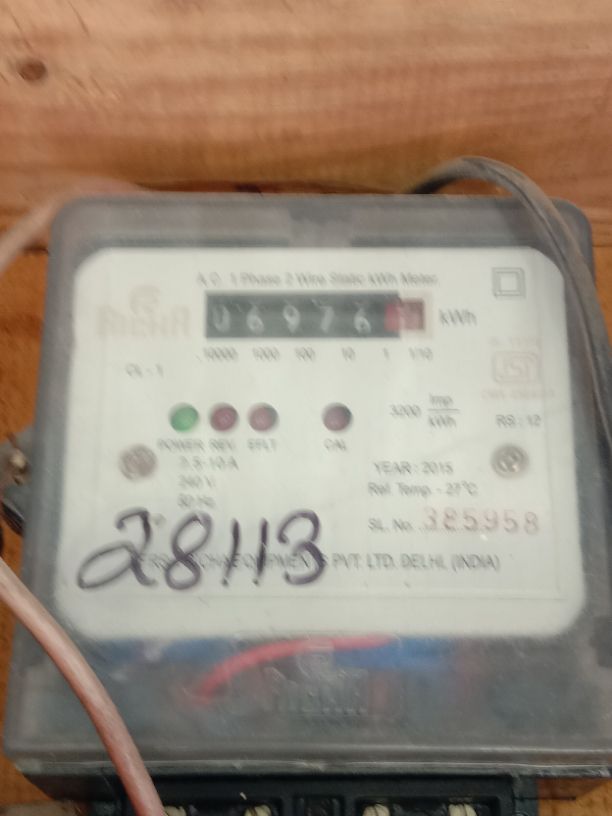 A.C. 1 Phase 2 Wire Static kWh Meter
06976
kWh
10000 1000 100 10 1 1/10
CL - 1
3200 Imp/kWh
RS : 12
POWER REV. EFLT CAL
2.5-10 A
240 V
50 Hz
YEAR : 2015
Ref. Temp. - 27°C
SL. No. 385958
28113
PVT. LTD. DELHI. (INDIA)